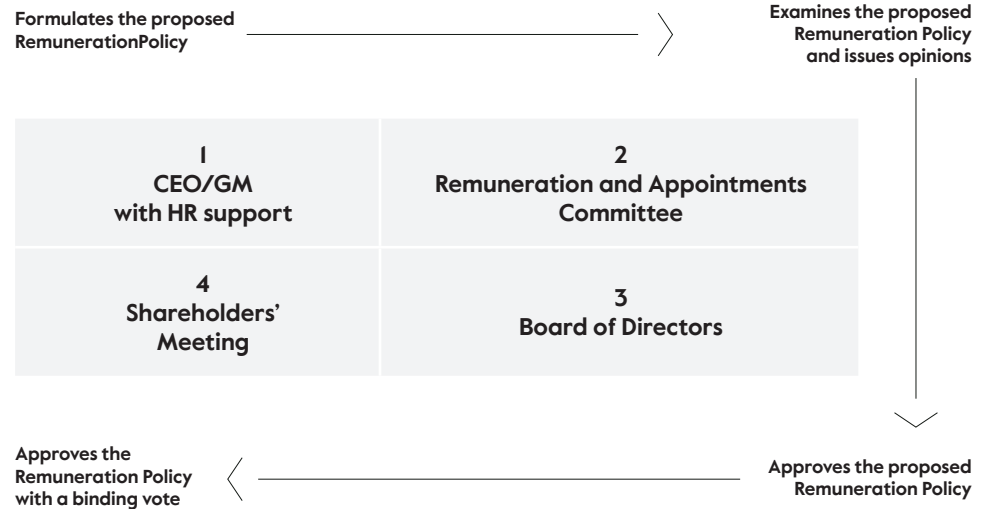 Formulates the proposed
RemunerationPolicy
Examines the proposed
Remuneration Policy
and issues opinions
1
CEO/GM
with HR support
2
Remuneration and Appointments
Committee
4
Shareholders’
Meeting
3
Board of Directors
Approves the
Remuneration Policy
with a binding vote
Approves the proposed
Remuneration Policy